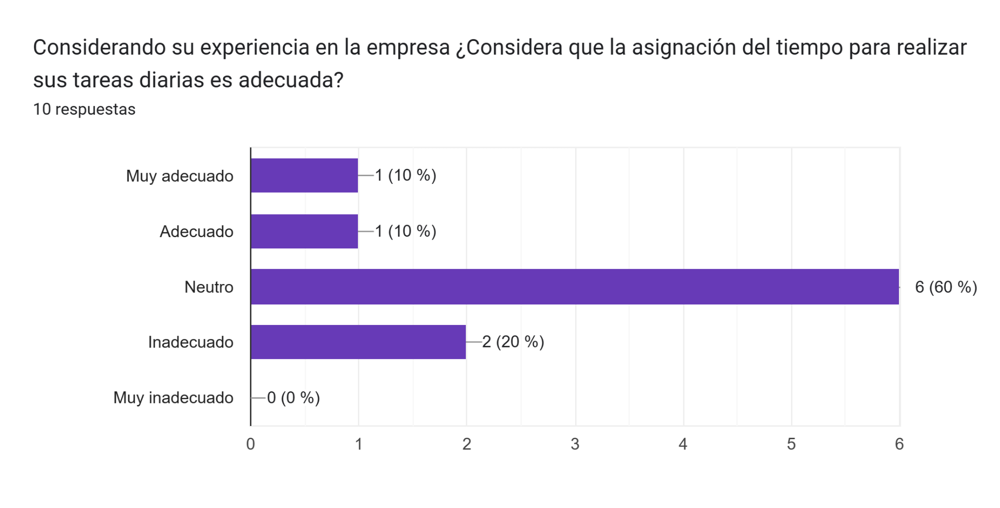 Considerando su experiencia en la empresa ¿Considera que la asignación del tiempo para realizar
sus tareas diarias es adecuada?
10 respuestas
Muy adecuado
1 (10 %)
Adecuado
1 (10 %)
Neutro
6 (60 %)
Inadecuado
2 (20 %)
Muy inadecuado
0 (0 %)
0 1 2 3 4 5 6